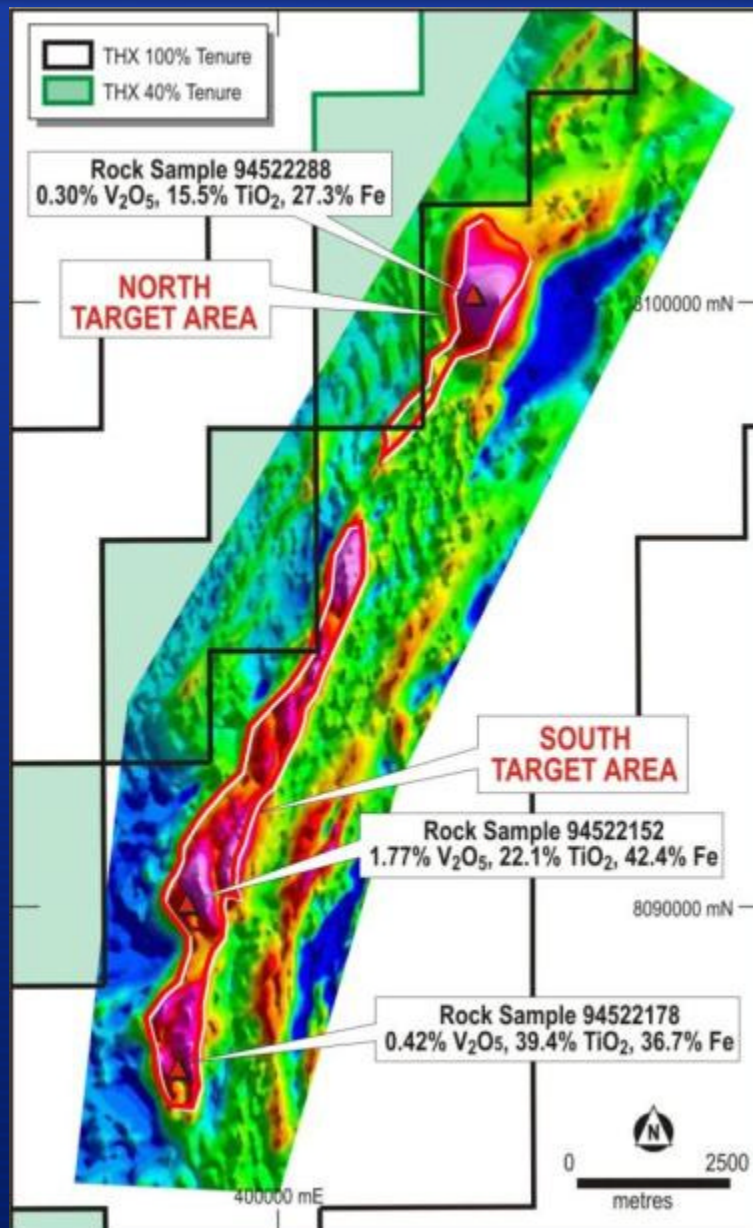 THX 100% Tenure
THX 40% Tenure
Rock Sample 94522288
0.30% V₂O₅, 15.5% TiO₂, 27.3% Fe
NORTH
TARGET AREA
8100000 mN
SOUTH
TARGET AREA
Rock Sample 94522152
1.77% V₂O₅, 22.1% TiO₂, 42.4% Fe
8090000 mN
Rock Sample 94522178
0.42% V₂O₅, 39.4% TiO₂, 36.7% Fe
N
0 2500
metres
400000 mE